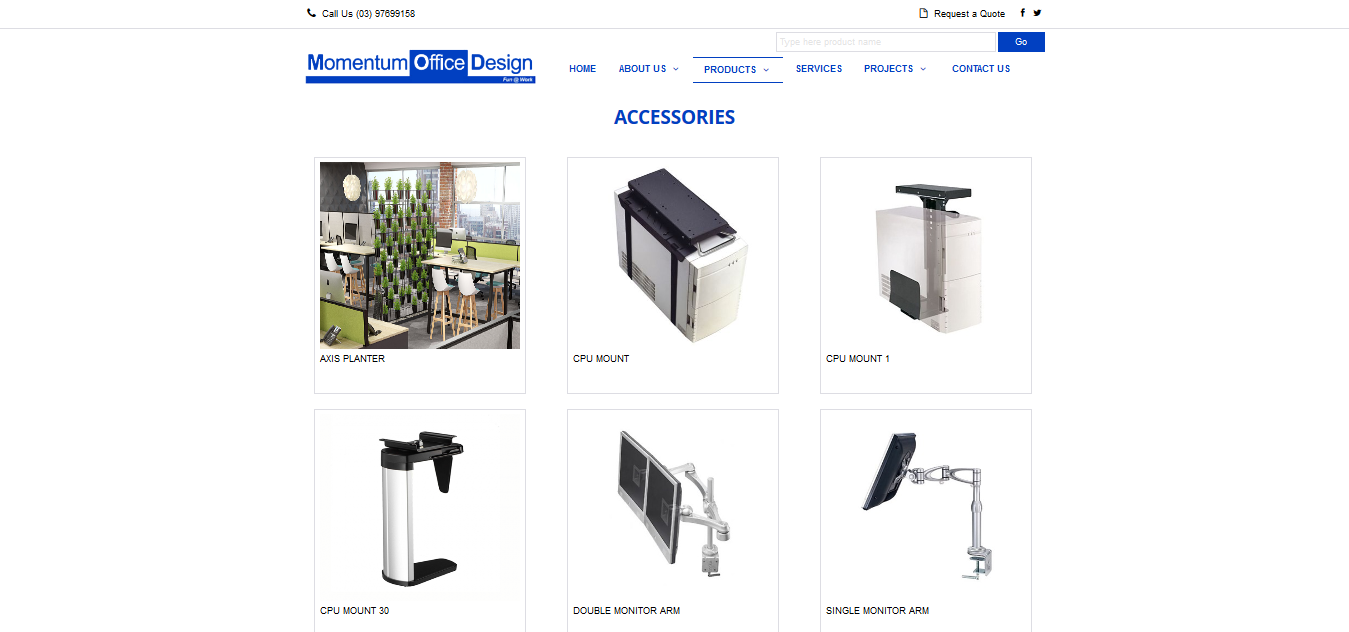 Call Us (03) 97699158
Request a Quote
Type here product name
Go
Momentum Office Design
Fun @ Work
HOME
ABOUT US
PRODUCTS
SERVICES
PROJECTS
CONTACT US
ACCESSORIES
AXIS PLANTER
CPU MOUNT
CPU MOUNT 1
CPU MOUNT 30
DOUBLE MONITOR ARM
SINGLE MONITOR ARM